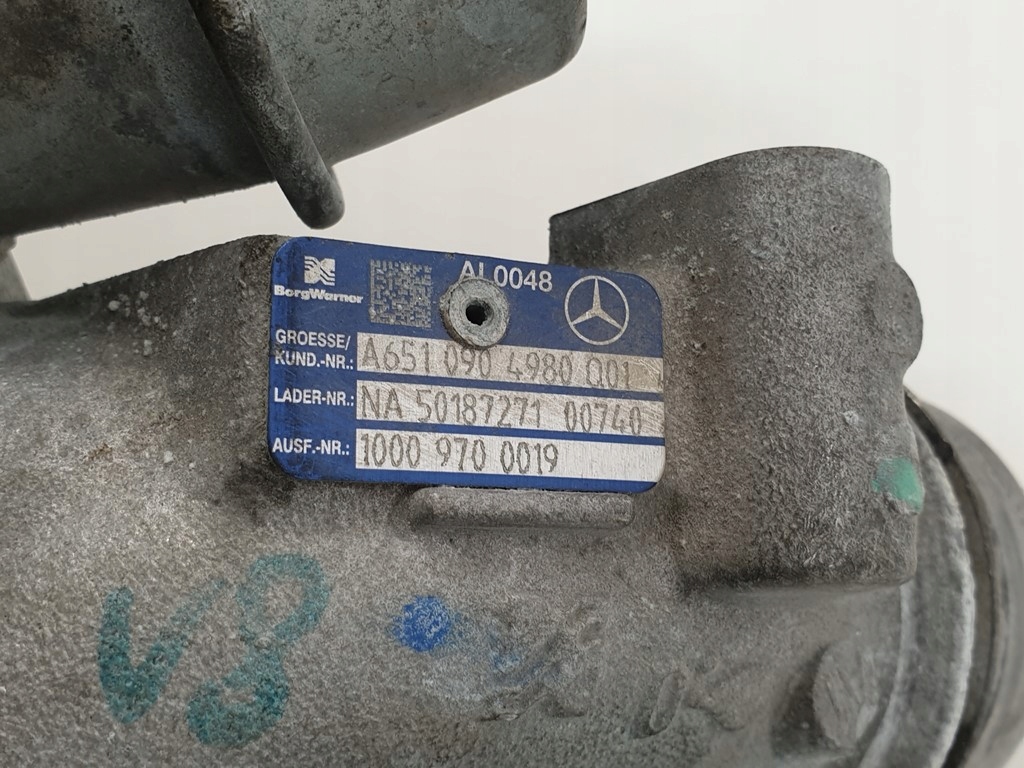 BorgWarner
AL0048
GROESSE/
KUND.-NR.: A651 090 4980 Q01
LADER-NR.: NA 50187271 00740
AUSF.-NR.: 1000 970 0019
V8